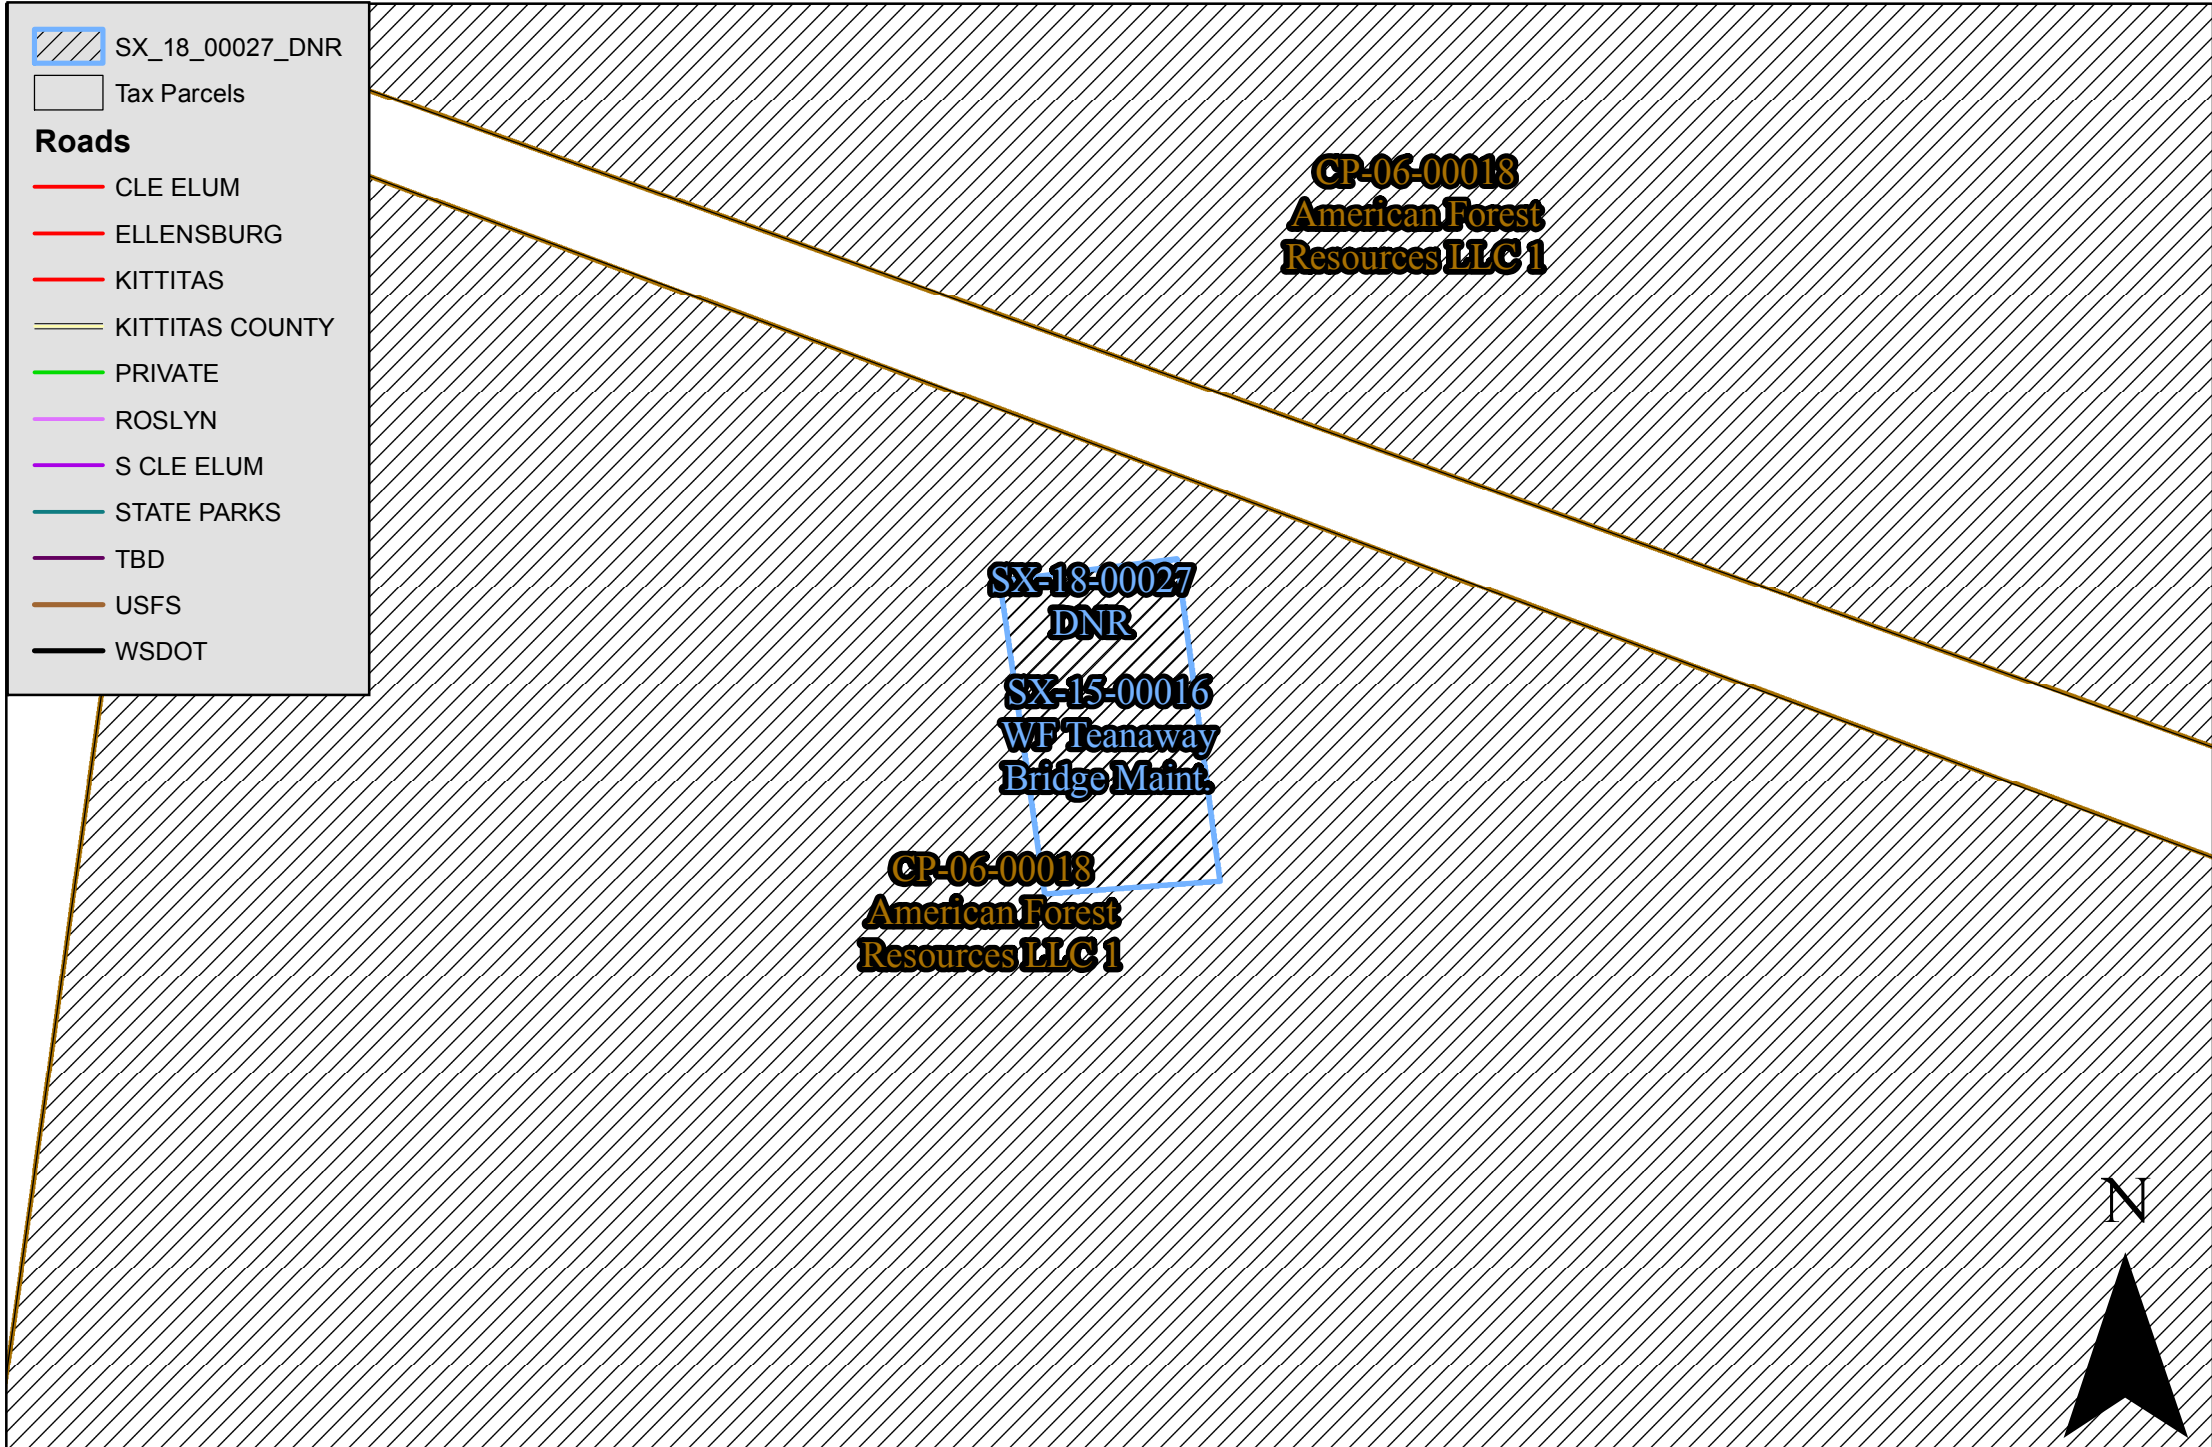 SX_18_00027_DNR
Tax Parcels
Roads
CLE ELUM
ELLENSBURG
KITTITAS
KITTITAS COUNTY
PRIVATE
ROSLYN
S CLE ELUM
STATE PARKS
TBD
USFS
WSDOT
CP-06-00018
American Forest
Resources LLC 1
SX-18-00027
DNR
SX-15-00016
WF Teanaway
Bridge Maint.
CP-06-00018
American Forest
Resources LLC 1
N